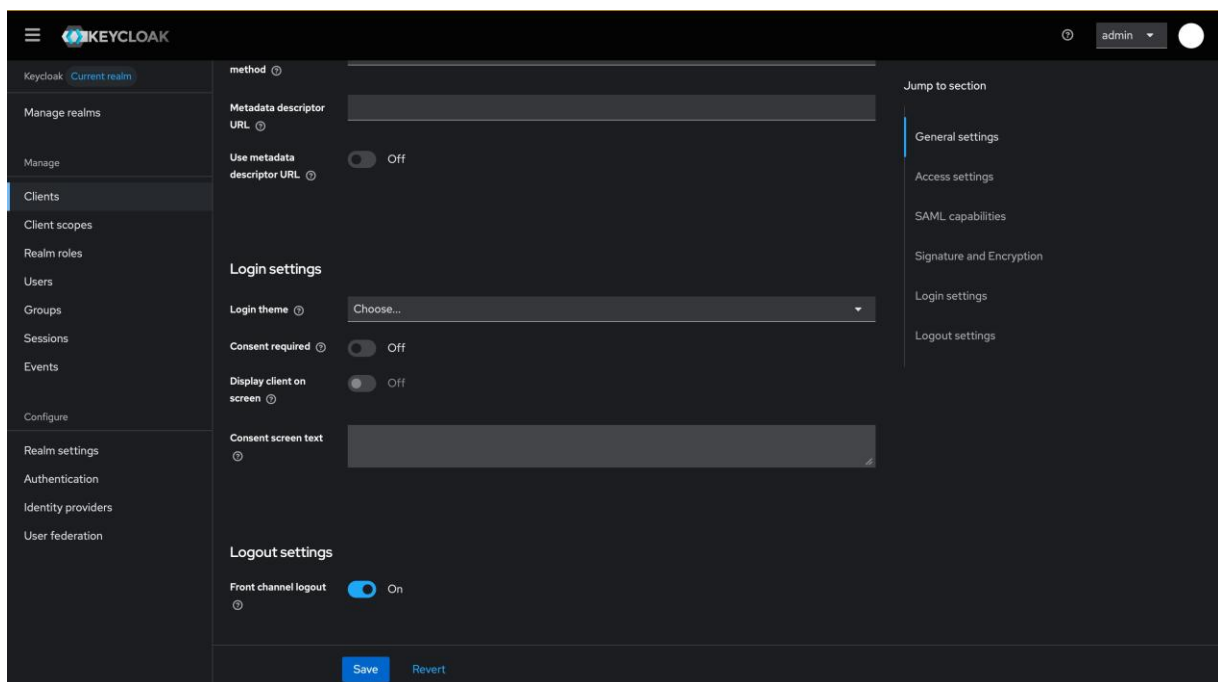 KEYCLOAK
admin
Keycloak Current realm
Manage realms
Manage
Clients
Client scopes
Realm roles
Users
Groups
Sessions
Events
Configure
Realm settings
Authentication
Identity providers
User federation
method
Metadata descriptor
URL
Use metadata
descriptor URL
Off
Login settings
Login theme
Choose...
Consent required
Off
Display client on
screen
Off
Consent screen text
Logout settings
Front channel logout
On
Save
Revert
Jump to section
General settings
Access settings
SAML capabilities
Signature and Encryption
Login settings
Logout settings